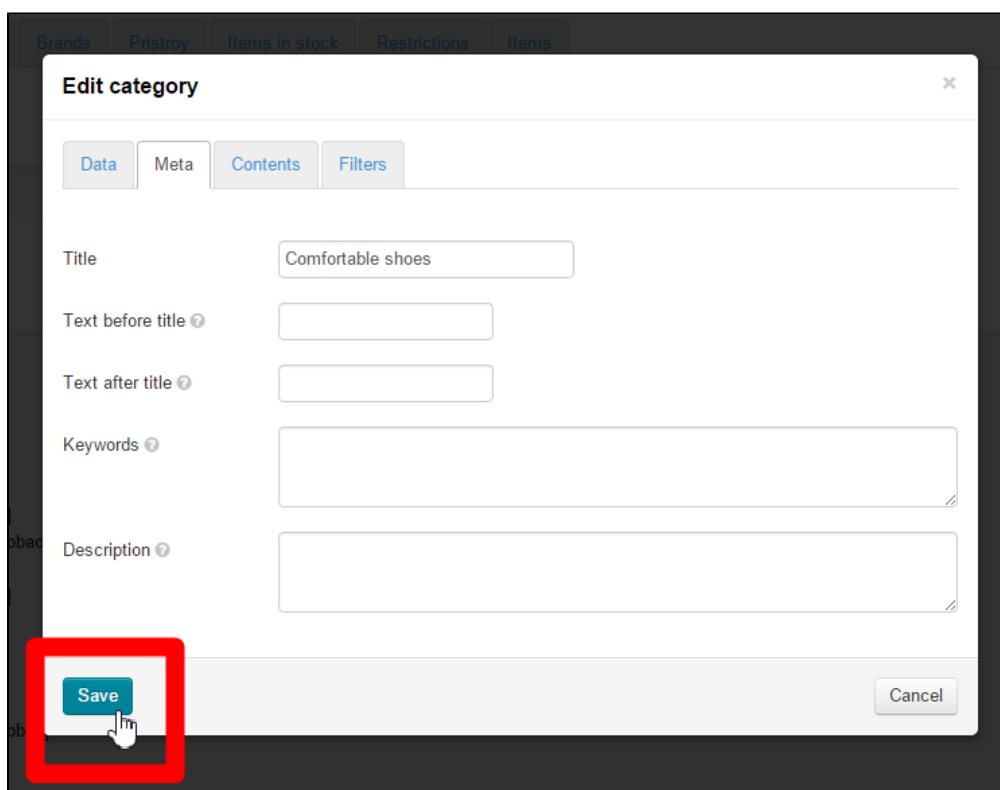 Brands Pristroy Items in stock Restrictions Items
Edit category ×
Data Meta Contents Filters
Title Comfortable shoes
Text before title ?
Text after title ?
Keywords ?
Description ?
Save Cancel